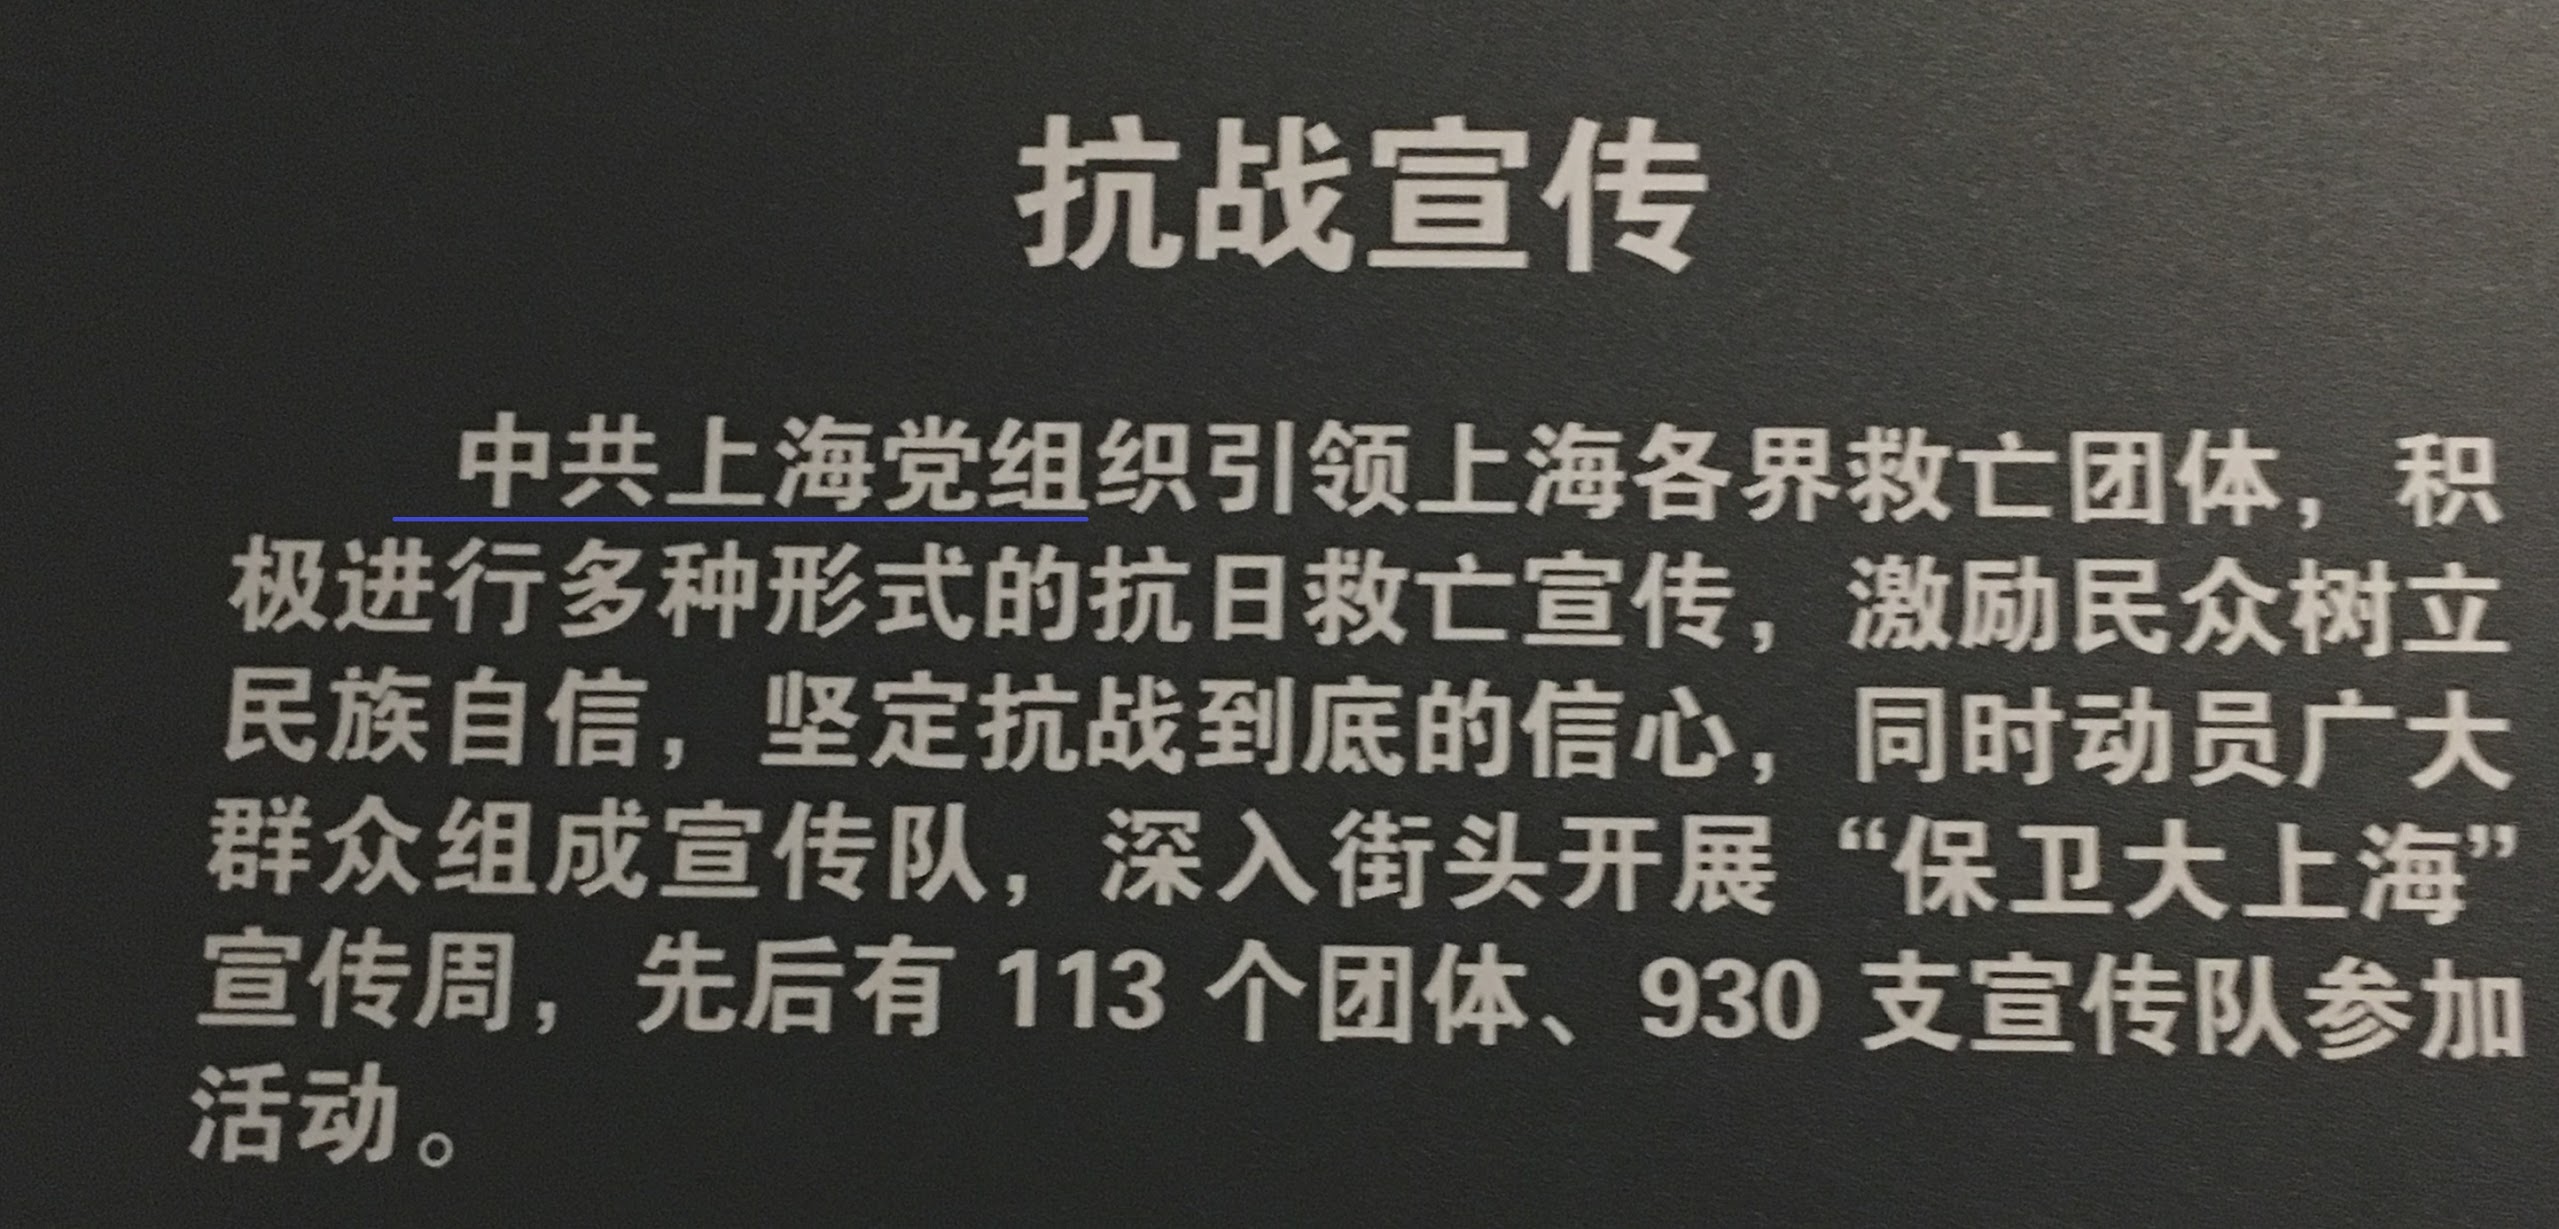 抗战宣传
中共上海党组织引领上海各界救亡团体，积
极进行多种形式的抗日救亡宣传，激励民众树立
民族自信，坚定抗战到底的信心，同时动员广大
群众组成宣传队，深入街头开展“保卫大上海”
宣传周，先后有 113 个团体、930 支宣传队参加
活动。